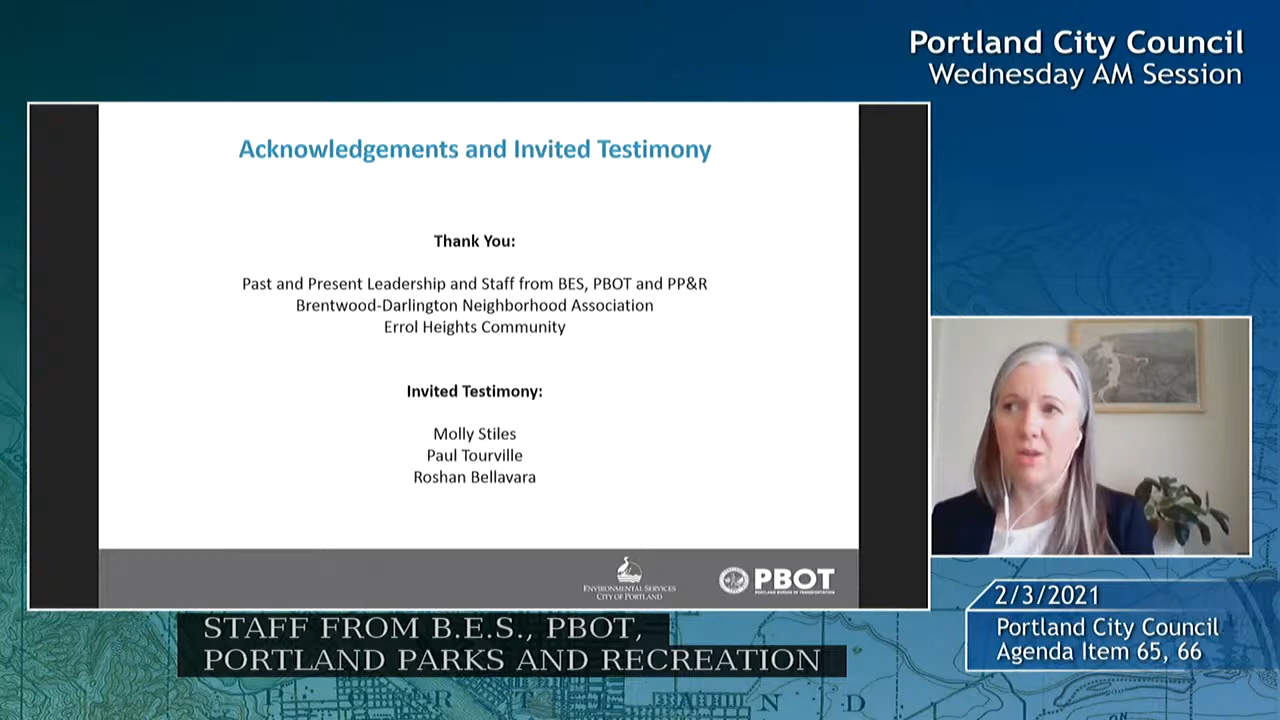 Portland City Council
Wednesday AM Session
Acknowledgements and Invited Testimony
Thank You:
Past and Present Leadership and Staff from BES, PBOT and PP&R
Brentwood-Darlington Neighborhood Association
Errol Heights Community
Invited Testimony:
Molly Stiles
Paul Tourville
Roshan Bellavara
ENVIRONMENTAL SERVICES
CITY OF PORTLAND
PBOT
PORTLAND BUREAU OF TRANSPORTATION
2/3/2021
Portland City Council
Agenda Item 65, 66
STAFF FROM B.E.S., PBOT,
PORTLAND PARKS AND RECREATION